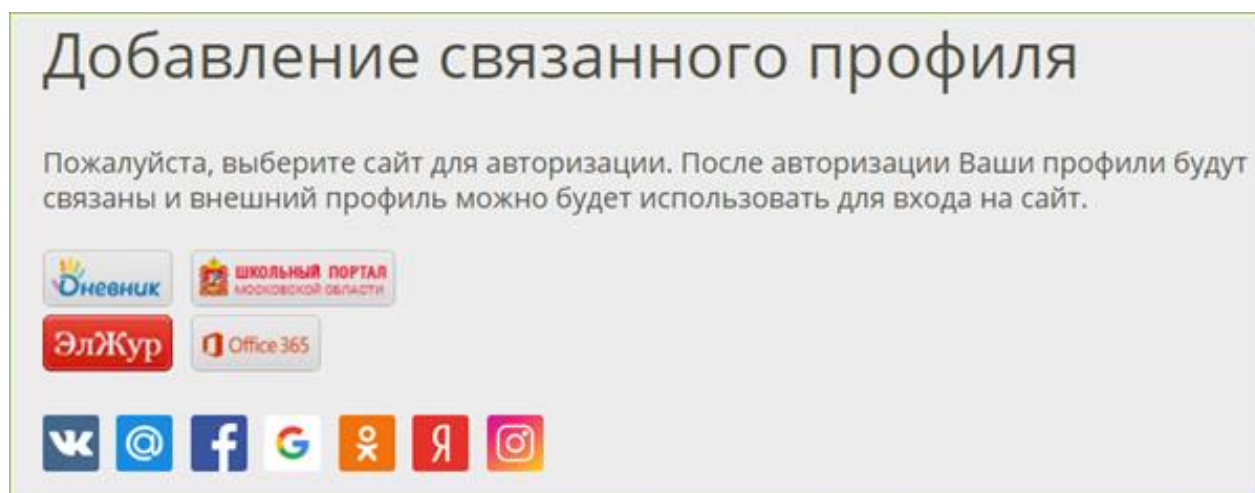 Добавление связанного профиля
Пожалуйста, выберите сайт для авторизации. После авторизации Ваши профили будут
связаны и внешний профиль можно будет использовать для входа на сайт.
Дневник
ШКОЛЬНЫЙ ПОРТАЛ
МОСКОВСКОЙ ОБЛАСТИ
ЭлЖур
Office 365